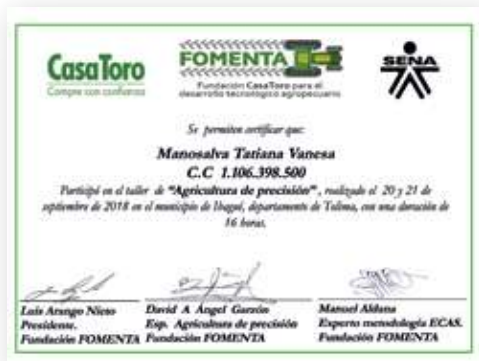 CasaToro
Compre con confianza
FOMENTA
Fundación CasaToro para el
desarrollo tecnológico agropecuario
SENA
Se permiten certificar que:
Manosalva Tatiana Vanesa
C.C 1.106.398.500
Participó en el taller de "Agricultura de precisión", realizado el 20 y 21 de
septiembre de 2018 en el municipio de Ibagué, departamento de Tolima, con una duración de
16 horas.
Luis Arango Nieto
Presidente.
Fundación FOMENTA
David A Ángel Garzón
Esp. Agricultura de precisión
Fundación FOMENTA
Manuel Aldana
Experto metodología ECAS.
Fundación FOMENTA